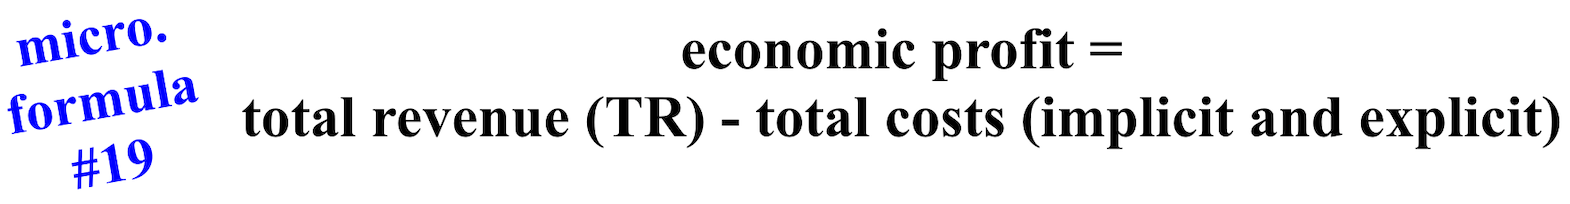 micro.
formula
#19
economic profit =
total revenue (TR) - total costs (implicit and explicit)